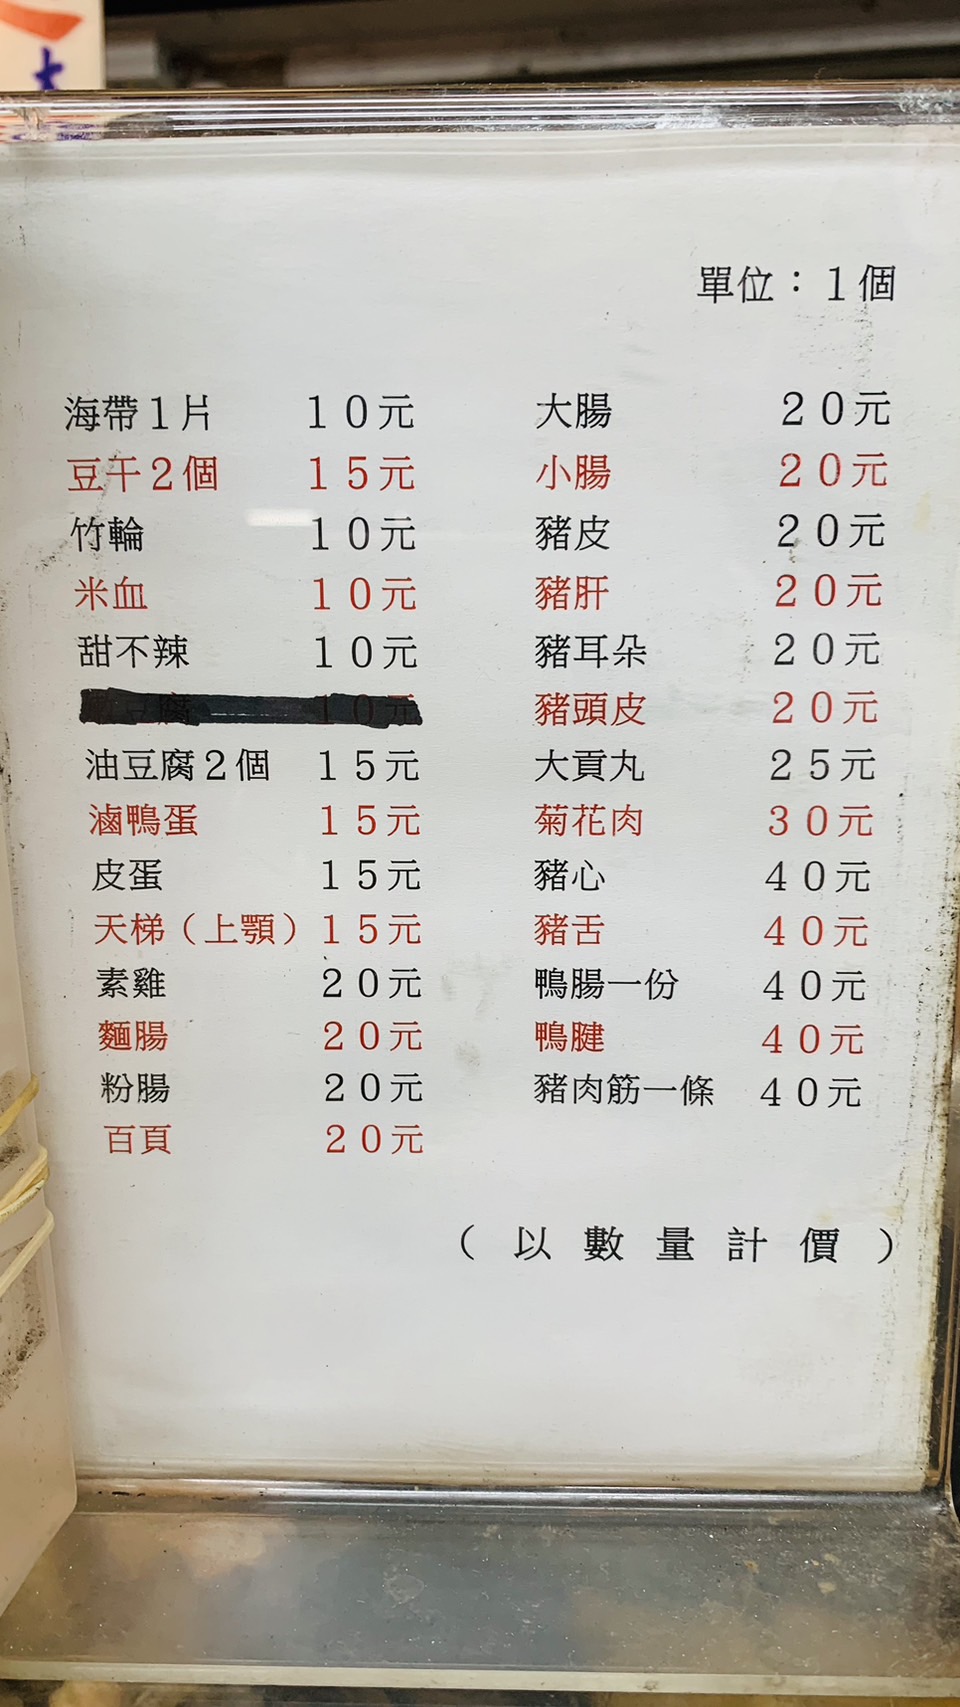 單位：1個
海帶1片 10元
豆干2個 15元
竹輪 10元
米血 10元
甜不辣 10元
豆腐 10元
油豆腐2個 15元
滷鴨蛋 15元
皮蛋 15元
天梯（上顎） 15元
素雞 20元
麵腸 20元
粉腸 20元
百頁 20元
大腸 20元
小腸 20元
豬皮 20元
豬肝 20元
豬耳朵 20元
豬頭皮 20元
大貢丸 25元
菊花肉 30元
豬心 40元
豬舌 40元
鴨腸一份 40元
鴨腱 40元
豬肉筋一條 40元
（以數量計價）